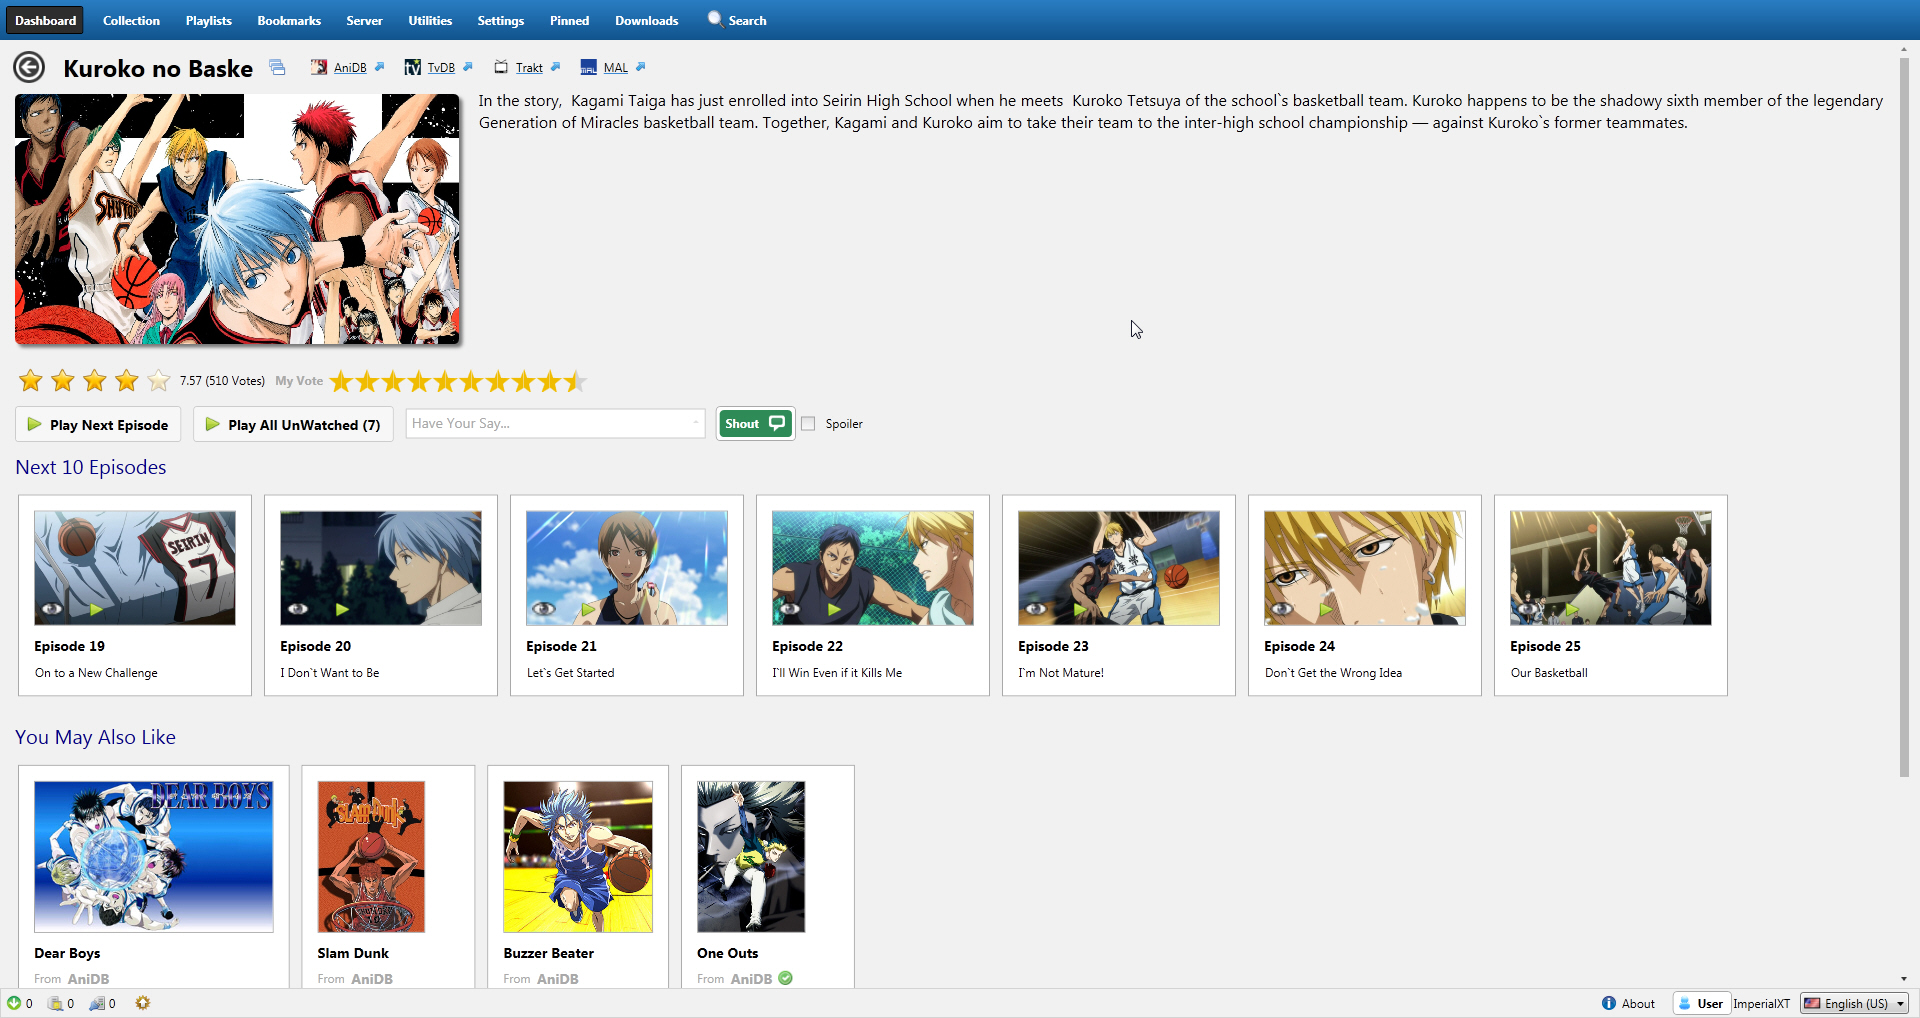 Dashboard Collection Playlists Bookmarks Server Utilities Settings Pinned Downloads Search
Kuroko no Baske AniDB TvDB Trakt MAL
In the story,  Kagami Taiga has just enrolled into Seirin High School when he meets  Kuroko Tetsuya of the school`s basketball team. Kuroko happens to be the shadowy sixth member of the legendary
Generation of Miracles basketball team. Together, Kagami and Kuroko aim to take their team to the inter-high school championship — against Kuroko`s former teammates.
7.57 (510 Votes) My Vote
Play Next Episode Play All UnWatched (7) Have Your Say... Shout Spoiler
Next 10 Episodes
SEIRIN
7
Episode 19 Episode 20 Episode 21 Episode 22 Episode 23 Episode 24 Episode 25
On to a New Challenge I Don`t Want to Be Let`s Get Started I`ll Win Even if it Kills Me I`m Not Mature! Don`t Get the Wrong Idea Our Basketball
You May Also Like
DEAR BOYS
SLAM DUNK
Dear Boys Slam Dunk Buzzer Beater One Outs
From AniDB From AniDB From AniDB From AniDB
0 0 0 About User ImperialXT English (US)